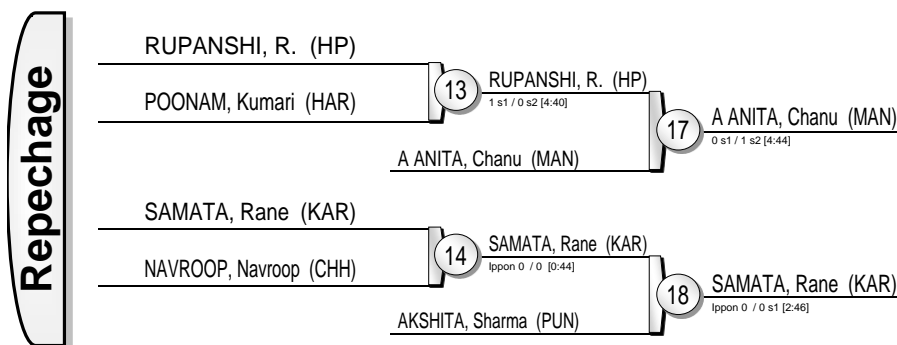 Repechage
RUPANSHI, R. (HP)
POONAM, Kumari (HAR)
13
RUPANSHI, R. (HP)
1 s1 / 0 s2 [4:40]
A ANITA, Chanu (MAN)
17
A ANITA, Chanu (MAN)
0 s1 / 1 s2 [4:44]
SAMATA, Rane (KAR)
NAVROOP, Navroop (CHH)
14
SAMATA, Rane (KAR)
Ippon 0 / 0 [0:44]
AKSHITA, Sharma (PUN)
18
SAMATA, Rane (KAR)
Ippon 0 / 0 s1 [2:46]